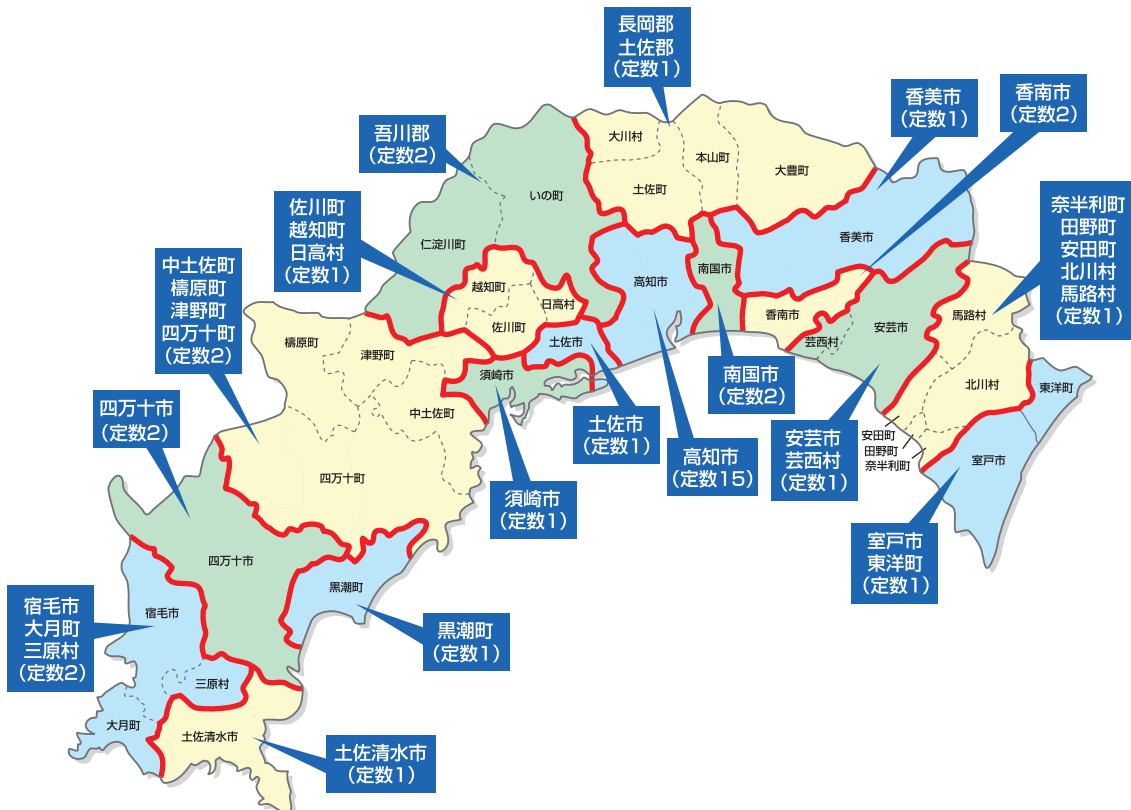 長岡郡
土佐郡
（定数1）
香美市
（定数1）
香南市
（定数2）
吾川郡
（定数2）
佐川町
越知町
日高村
（定数1）
奈半利町
田野町
安田町
北川村
馬路村
（定数1）
中土佐町
檮原町
津野町
四万十町
（定数2）
四万十市
（定数2）
南国市
（定数2）
土佐市
（定数1）
高知市
（定数15）
安芸市
芸西村
（定数1）
須崎市
（定数1）
室戸市
東洋町
（定数1）
宿毛市
大月町
三原村
（定数2）
黒潮町
（定数1）
土佐清水市
（定数1）
大川村
本山町
大豊町
土佐町
いの町
仁淀川町
香美市
南国市
高知市
越知町
日高村
佐川町
香南市
馬路村
安芸市
芸西村
土佐市
檮原町
津野町
須崎市
北川村
東洋町
中土佐町
安田町
田野町
奈半利町
室戸市
四万十町
四万十市
黒潮町
宿毛市
三原村
大月町
土佐清水市